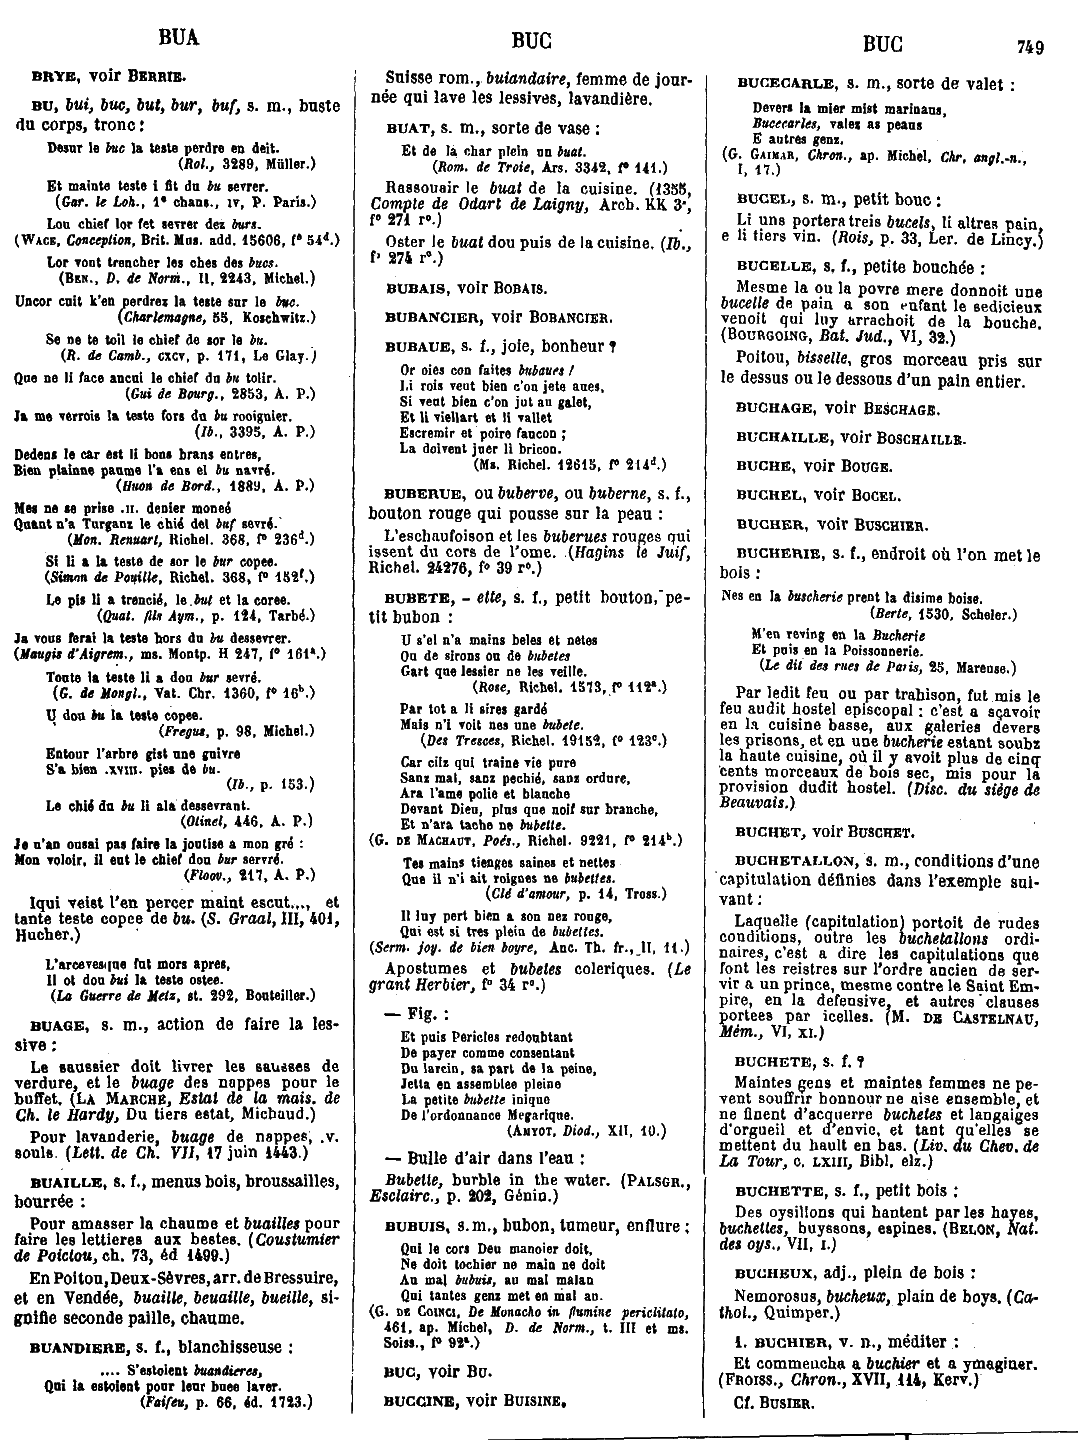 BUA
BUC
BUC
749
BRYE, voir BERRIE.
BU, bui, buc, but, bur, buf, s. m., buste
du corps, tronc :
Desur le buc la teste perdre en deit.
(Rol., 3289, Müller.)
Et mainte teste i fit du bu sevrer.
(Gar. le Loh., 1ª chans., IV, P. Paris.)
Lou chief lor fet sevrer dez burs.
(WACE, Conception, Brit. Mus. add. 15606, fº 54ᵈ.)
Lor vont trencher les ches des bucs.
(BEN., D. de Norm., II, 2243, Michel.)
Uncor cuit k'en perdrez la teste sur le buc.
(Charlemagne, 55, Koschwitz.)
Se ne te toil le chief de sor le bu.
(R. de Camb., CXCV, p. 171, Le Glay.)
Que ne li face ancui le chief du bu tolir.
(Gui de Bourg., 2853, A. P.)
Ja me verrois la teste fors du bu rooignier.
(Ib., 3395, A. P.)
Dedens le car est li bons brans entres,
Bien plainne paume l'a ens el bu navré.
(Huon de Bord., 1889, A. P.)
Mes ne se prise .II. denier moneé
Quant n'a Turganz le chié del buf sevré.
(Mon. Renuart, Richel. 368, fº 236ᵈ.)
Si li a la teste de sor le bur copee.
(Simon de Pouille, Richel. 368, fº 152ᶠ.)
Le pis li a trencié, le but et la coree.
(Quat. fils Aym., p. 124, Tarbé.)
Ja vous ferai la teste hors du bu dessevrer.
(Maugis d'Aigrem., ms. Montp. H 247, fº 161ª.)
Toute la teste li a dou bur sevré.
(G. de Mongl., Vat. Chr. 1360, fº 16ᵇ.)
U dou bu la teste copee.
(Fregus, p. 98, Michel.)
Entour l'arbre gist une guivre
S'a bien .XVIII. pies de bu.
(Ib., p. 153.)
Le chié du bu li ala dessevrant.
(Otinel, 446, A. P.)
Je n'an ousai pas faire la joutise a mon gré :
Mon voloir, il eut le chief dou bur servré.
(Floov., 217, A. P.)
Iqui veist l'en percer maint escut..., et
tante teste copee de bu. (S. Graal, III, 401,
Hucher.)
L'arcevesque fut mors apres,
Il ot dou bui la teste ostee.
(La Guerre de Metz, st. 292, Bouteiller.)
BUAGE, s. m., action de faire la les-
sive :
Le saussier doit livrer les sausses de
verdure, et le buage des nappes pour le
buffet. (LA MARCHE, Estat de la mais. de
Ch. le Hardy, Du tiers estat, Michaud.)
Pour lavanderie, buage de nappes, .v.
souls. (Lett. de Ch. VII, 17 juin 1443.)
BUAILLE, s. f., menus bois, broussailles,
bourrée :
Pour amasser la chaume et buailles pour
faire les lettieres aux bestes. (Coustumier
de Poictou, ch. 73, éd 1499.)
En Poitou, Deux-Sèvres, arr. de Bressuire,
et en Vendée, buaille, beuaille, bueille, si-
gnifie seconde paille, chaume.
BUANDIERE, s. f., blanchisseuse :
.... S'estoient buandieres,
Qui la estoient pour leur buee laver.
(Faifeu, p. 66, éd. 1723.)
Suisse rom., buiandaire, femme de jour-
née qui lave les lessives, lavandière.
BUAT, s. m., sorte de vase :
Et de la char plein un buat.
(Rom. de Troie, Ars. 3342, fº 141.)
Rassouair le buat de la cuisine. (1355,
Compte de Odart de Laigny, Arch. KK 3ª,
fº 271 rº.)
Oster le buat dou puis de la cuisine. (Ib.,
fº 274 rº.)
BUBAIS, voir BOBAIS.
BUBANCIER, voir BOBANCIER.
BUBAUE, s. f., joie, bonheur ?
Or oies con faites bubaues !
Li rois veut bien c'on jete aues,
Si veut bien c'on jut au galet,
Et li viellart et li vallet
Escremir et poire fancon ;
La doivent juer li bricon.
(Ms. Richel. 12615, fº 214ᵈ.)
BUBERUE, ou buberve, ou buberne, s. f.,
bouton rouge qui pousse sur la peau :
L'eschaufoison et les buberues rouges qui
issent du cors de l'ome. (Hagins le Juif,
Richel. 24276, fº 39 rº.)
BUBETE, - ette, s. f., petit bouton, pe-
tit bubon :
U s'el n'a mains beles et netes
Ou de sirons ou de bubetes
Gart que lessier ne les veille.
(Rose, Richel. 1573, fº 112ª.)
Par tot a li sires gardé
Mais n'i voit nes une bubete.
(Des Tresces, Richel. 19152, fº 123ᶜ.)
Car cilz qui traine vie pure
Sanz mal, sanz pechié, sanz ordure,
Ara l'ame polie et blanche
Devant Dieu, plus que noif sur branche,
Et n'ara tache ne bubette.
(G. DE MACHAUT, Poés., Richel. 9221, fº 214ᵇ.)
Tes mains tienges saines et nettes
Que il n'i ait roignes ne bubettes.
(Clé d'amour, p. 14, Tross.)
Il luy pert bien a son nez rouge,
Qui est si tres plein de bubettes.
(Serm. joy. de bien boyre, Anc. Th. fr., II, 11.)
Apostumes et bubetes coleriques. (Le
grant Herbier, fº 34 rº.)
— Fig. :
Et puis Pericles redoubtant
De payer comme consentant
Du larcin, sa part de la peine,
Jetta en assemblee pleine
La petite bubette inique
De l'ordonnance Megarique.
(AMYOT, Diod., XII, 10.)
— Bulle d'air dans l'eau :
Bubette, burble in the water. (PALSGR.,
Esclairc., p. 202, Génin.)
BUBUIS, s.m., bubon, tumeur, enflure :
Qui le cors Deu manoier doit,
Ne doit tochier ne main ne doit
Au mal bubuis, au mal malan
Qui tantes genz met en mal an.
(G. DE COINCI, De Monacho in flumine periclitato,
461, ap. Michel, D. de Norm., t. III et ms.
Soiss., fº 92ª.)
BUC, voir BU.
BUCCINE, voir BUISINE.
BUCECARLE, s. m., sorte de valet :
Devers la mier mist marinaus,
Bucecarles, valez as peaus
E autres genz.
(G. GAIMAR, Chron., ap. Michel, Chr. angl.-n.,
I, 17.)
BUCEL, s. m., petit bouc :
Li uns portera treis bucels, li altres pain,
e li tiers vin. (Rois, p. 33, Ler. de Lincy.)
BUCELLE, s. f., petite bouchée :
Mesme la ou la povre mere donnoit une
bucelle de pain a son enfant le sedicieux
venoit qui luy arrachoit de la bouche.
(BOURGOING, Bat. Jud., VI, 32.)
Poitou, bisselle, gros morceau pris sur
le dessus ou le dessous d'un pain entier.
BUCHAGE, voir BESCHAGE.
BUCHAILLE, voir BOSCHAILLE.
BUCHE, voir BOUGE.
BUCHEL, voir BOCEL.
BUCHER, voir BUSCHIER.
BUCHERIE, s. f., endroit où l'on met le
bois :
Nes en la buscherie prent la disime boise.
(Berte, 1530, Scheler.)
M'en reving en la Bucherie
Et puis en la Poissonnerie.
(Le dit des rues de Paris, 25, Mareuse.)
Par ledit feu ou par trahison, fut mis le
feu audit hostel episcopal : c'est a sçavoir
en la cuisine basse, aux galeries devers
les prisons, et en une bucherie estant soubz
la haute cuisine, où il y avoit plus de cinq
cents morceaux de bois sec, mis pour la
provision dudit hostel. (Disc. du siège de
Beauvais.)
BUCHET, voir BUSCHET.
BUCHETALLON, s. m., conditions d'une
capitulation définies dans l'exemple sui-
vant :
Laquelle (capitulation) portoit de rudes
conditions, outre les buchetallons ordi-
naires, c'est a dire les capitulations que
font les reistres sur l'ordre ancien de ser-
vir a un prince, mesme contre le Saint Em-
pire, en la defensive, et autres clauses
portees par icelles. (M. DE CASTELNAU,
Mém., VI, XI.)
BUCHETE, s. f. ?
Maintes gens et maintes femmes ne pe-
vent souffrir honnour ne aise ensemble, et
ne finent d'acquerre buchetes et langaiges
d'orgueil et d'envie, et tant qu'elles se
mettent du hault en bas. (Liv. du Chev. de
La Tour, c. LXIII, Bibl. elz.)
BUCHETTE, s. f., petit bois :
Des oysillons qui hantent par les hayes,
buchettes, buyssons, espines. (BELON, Nat.
des oys., VII, I.)
BUCHEUX, adj., plein de bois :
Nemorosus, bucheux, plain de boys. (Ca-
thol., Quimper.)
1. BUCHIER, v. n., méditer :
Et commencha a buchier et a ymaginer.
(FROISS., Chron., XVII, 114, Kerv.)
Cf. BUSIER.